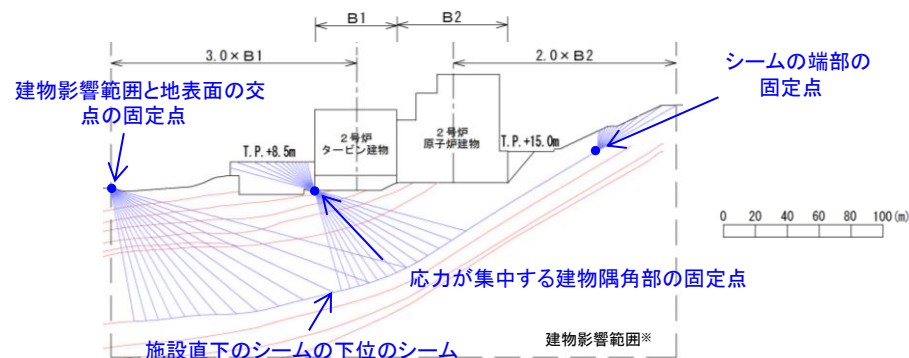 B1
B2
3.0×B1
2.0×B2
シームの端部の
固定点
建物影響範囲と地表面の交
点の固定点
T.P.+8.5m
2号炉
タービン建物
2号炉
原子炉建物
T.P.+15.0m
0 20 40 60 80 100(m)
応力が集中する建物隅角部の固定点
建物影響範囲※
施設直下のシームの下位のシーム